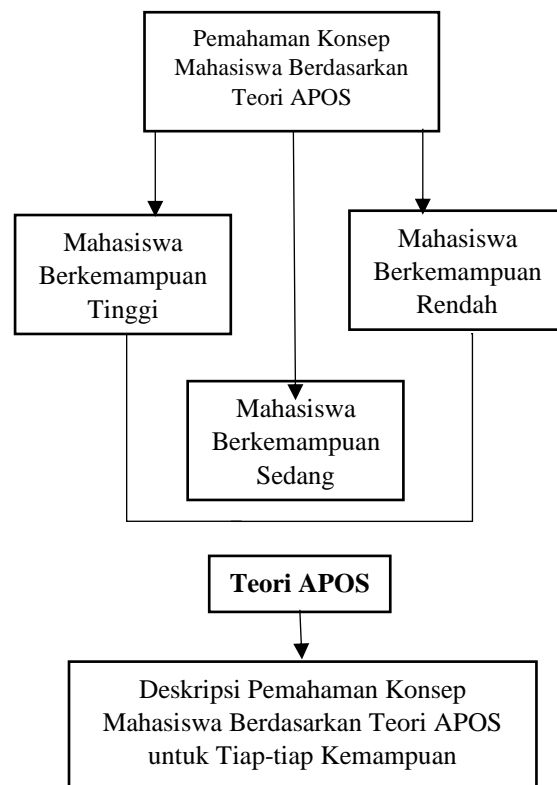 Pemahaman Konsep
Mahasiswa Berdasarkan
Teori APOS
Mahasiswa
Berkemampuan
Tinggi
Mahasiswa
Berkemampuan
Rendah
Mahasiswa
Berkemampuan
Sedang
Teori APOS
Deskripsi Pemahaman Konsep
Mahasiswa Berdasarkan Teori APOS
untuk Tiap-tiap Kemampuan